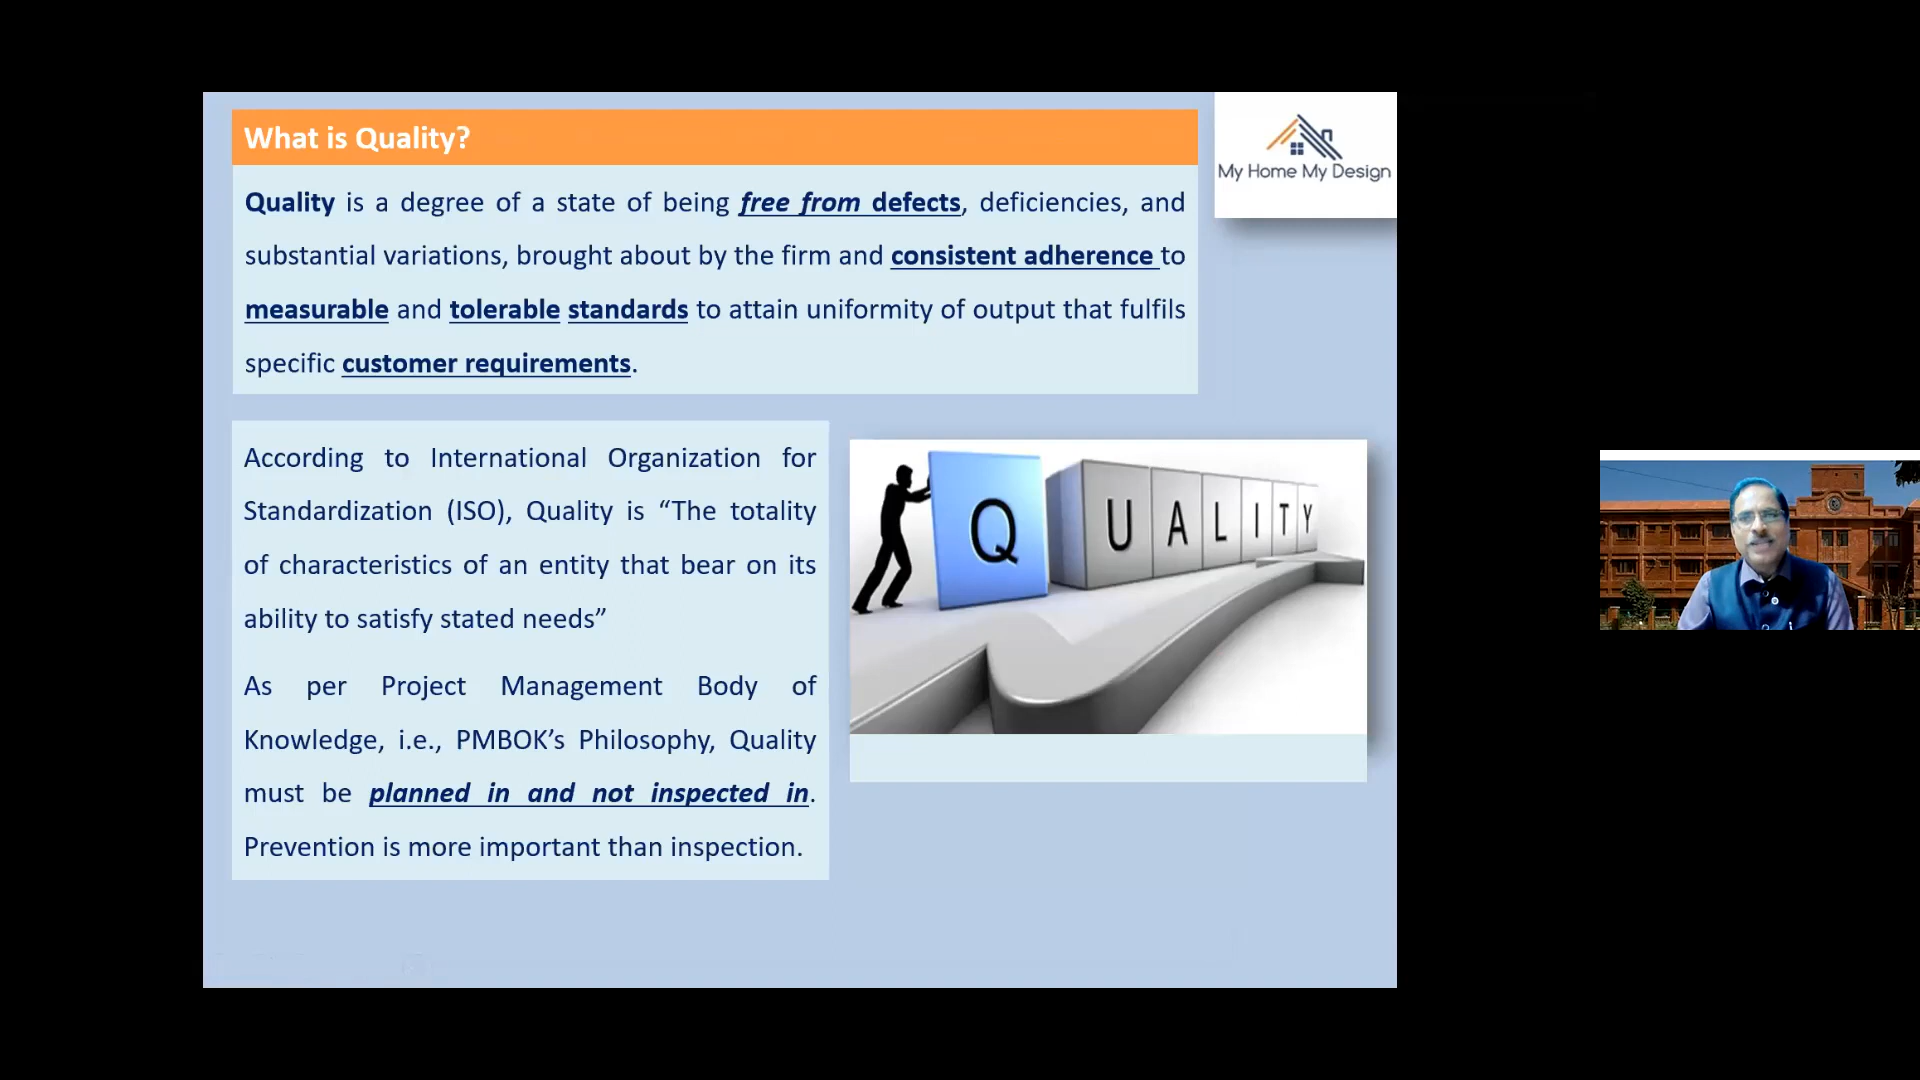 What is Quality?
My Home My Design
Quality is a degree of a state of being free from defects, deficiencies, and
substantial variations, brought about by the firm and consistent adherence to
measurable and tolerable standards to attain uniformity of output that fulfils
specific customer requirements.
According to International Organization for
Standardization (ISO), Quality is “The totality
of characteristics of an entity that bear on its
ability to satisfy stated needs”
As per Project Management Body of
Knowledge, i.e., PMBOK’s Philosophy, Quality
must be planned in and not inspected in.
Prevention is more important than inspection.
QUALITY